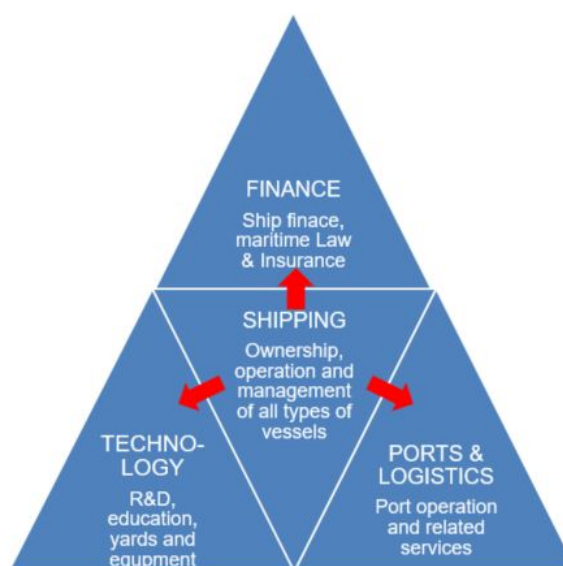 FINANCE
Ship finace,
maritime Law
& Insurance
SHIPPING
Ownership,
operation and
management
of all types of
vessels
TECHNO-
LOGY
R&D,
education,
yards and
equpment
PORTS &
LOGISTICS
Port operation
and related
services